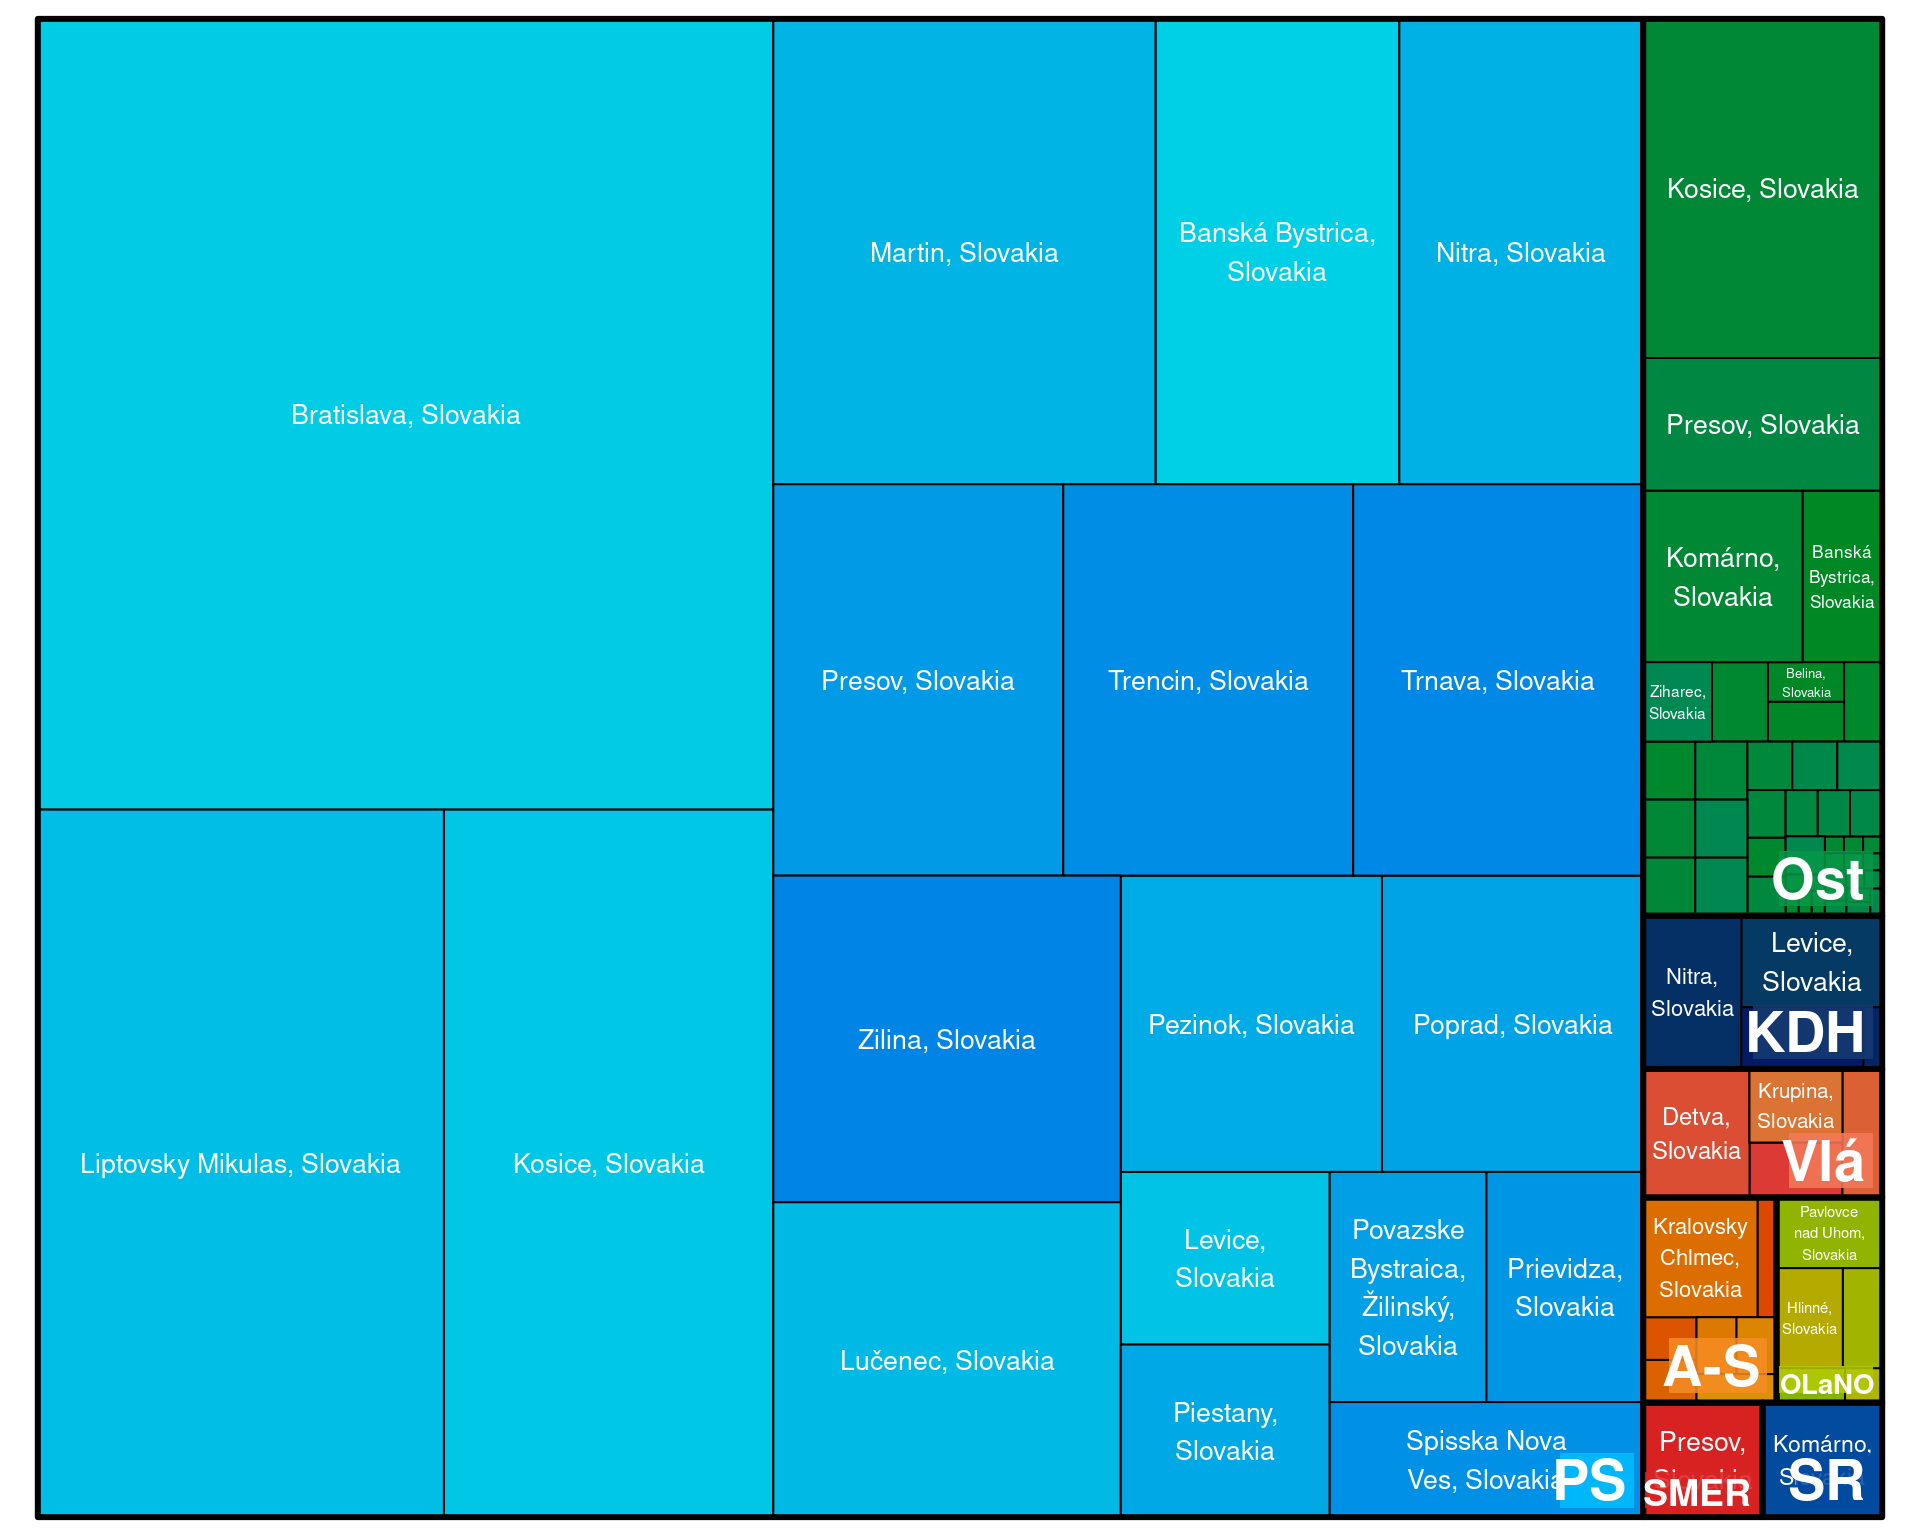 Bratislava, Slovakia
Liptovsky Mikulas, Slovakia
Kosice, Slovakia
Martin, Slovakia
Banská Bystrica,
Slovakia
Nitra, Slovakia
Presov, Slovakia
Trencin, Slovakia
Trnava, Slovakia
Zilina, Slovakia
Lučenec, Slovakia
Pezinok, Slovakia
Poprad, Slovakia
Levice,
Slovakia
Piestany,
Slovakia
Povazske
Bystraica,
Žilinský,
Slovakia
Prievidza,
Slovakia
Spisska Nova
Ves, Slovakia
PS
Kosice, Slovakia
Presov, Slovakia
Komárno,
Slovakia
Banská
Bystrica,
Slovakia
Ziharec,
Slovakia
Belina,
Slovakia
Ost
Nitra,
Slovakia
Levice,
Slovakia
KDH
Detva,
Slovakia
Krupina,
Slovakia
Vlá
Kralovsky
Chlmec,
Slovakia
A-S
Pavlovce
nad Uhom,
Slovakia
Hlinné,
Slovakia
OLaNO
Presov,
SMER
Komárno,
SR